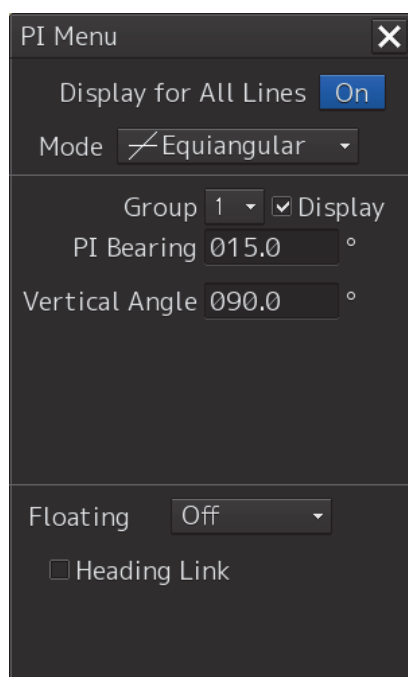 PI Menu
Display for All Lines On
Mode Equiangular
Group 1 Display
PI Bearing 015.0 °
Vertical Angle 090.0 °
Floating Off
Heading Link